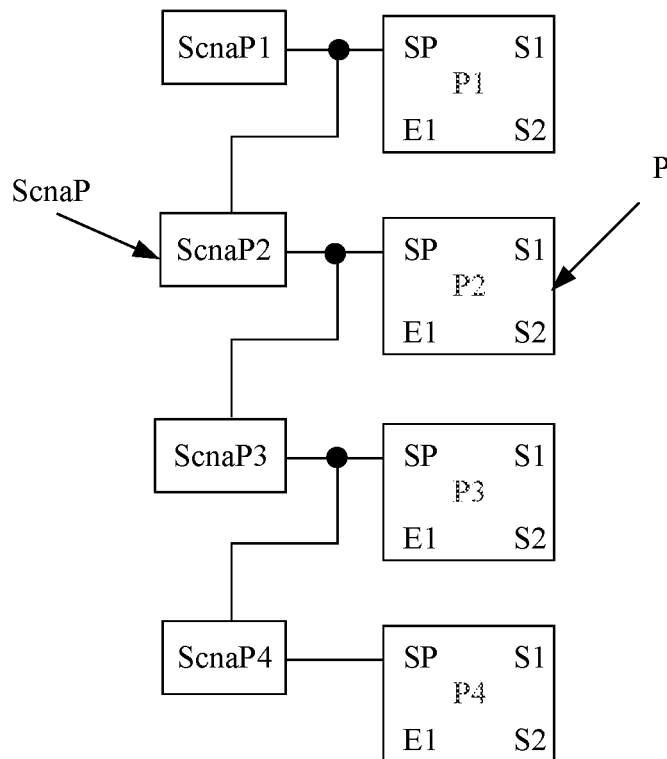 ScnaP1
SP S1
P1
E1 S2
ScnaP
P
ScnaP2
SP S1
P2
E1 S2
ScnaP3
SP S1
P3
E1 S2
ScnaP4
SP S1
P4
E1 S2